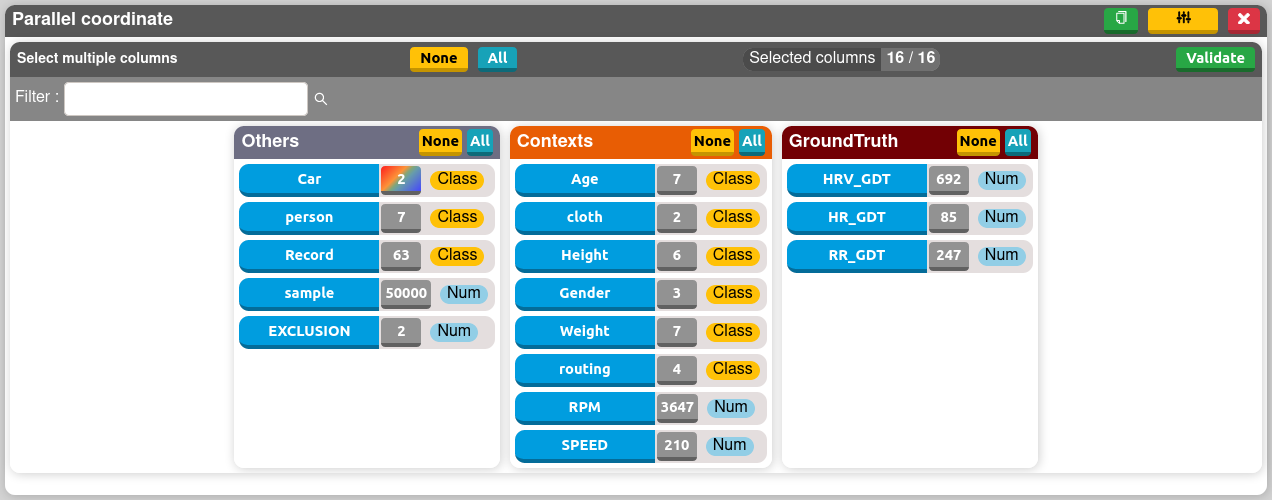 Parallel coordinate
Select multiple columns None All Selected columns 16 / 16 Validate
Filter :
Others None All
Car 2 Class
person 7 Class
Record 63 Class
sample 50000 Num
EXCLUSION 2 Num
Contexts None All
Age 7 Class
cloth 2 Class
Height 6 Class
Gender 3 Class
Weight 7 Class
routing 4 Class
RPM 3647 Num
SPEED 210 Num
GroundTruth None All
HRV_GDT 692 Num
HR_GDT 85 Num
RR_GDT 247 Num